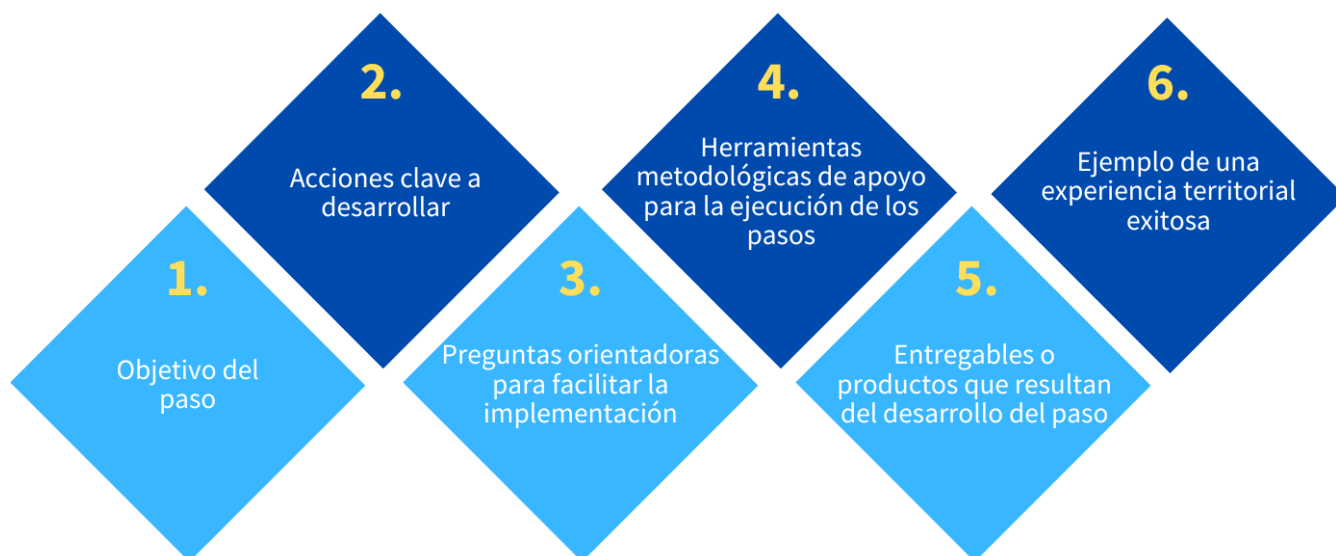 1.
Objetivo del
paso
2.
Acciones clave a
desarrollar
3.
Preguntas orientadoras
para facilitar la
implementación
4.
Herramientas
metodológicas de apoyo
para la ejecución de los
pasos
5.
Entregables o
productos que resultan
del desarrollo del paso
6.
Ejemplo de una
experiencia territorial
exitosa